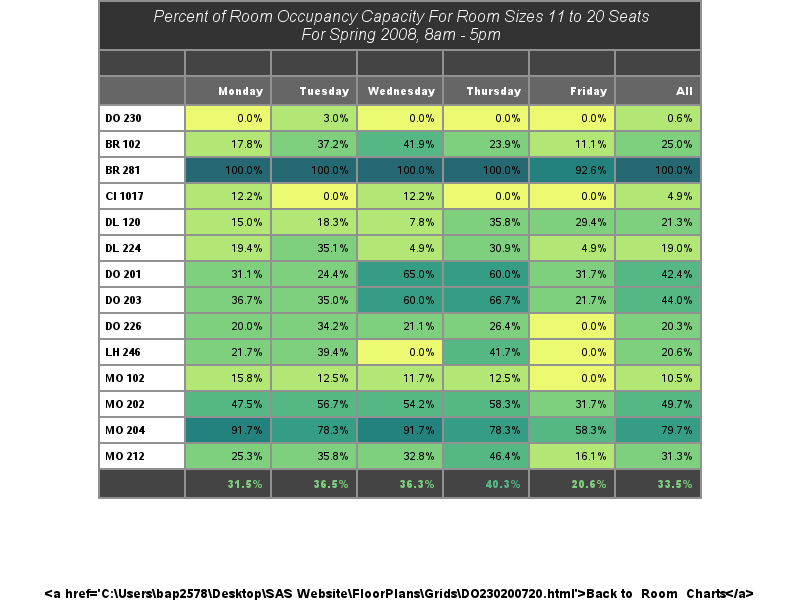 Percent of Room Occupancy Capacity For Room Sizes 11 to 20 Seats
For Spring 2008, 8am - 5pm
Monday Tuesday Wednesday Thursday Friday All
DO 230 0.0% 3.0% 0.0% 0.0% 0.0% 0.6%
BR 102 17.8% 37.2% 41.9% 23.9% 11.1% 25.0%
BR 281 100.0% 100.0% 100.0% 100.0% 92.6% 100.0%
CI 1017 12.2% 0.0% 12.2% 0.0% 0.0% 4.9%
DL 120 15.0% 18.3% 7.8% 35.8% 29.4% 21.3%
DL 224 19.4% 35.1% 4.9% 30.9% 4.9% 19.0%
DO 201 31.1% 24.4% 65.0% 60.0% 31.7% 42.4%
DO 203 36.7% 35.0% 60.0% 66.7% 21.7% 44.0%
DO 226 20.0% 34.2% 21.1% 26.4% 0.0% 20.3%
LH 246 21.7% 39.4% 0.0% 41.7% 0.0% 20.6%
MO 102 15.8% 12.5% 11.7% 12.5% 0.0% 10.5%
MO 202 47.5% 56.7% 54.2% 58.3% 31.7% 49.7%
MO 204 91.7% 78.3% 91.7% 78.3% 58.3% 79.7%
MO 212 25.3% 35.8% 32.8% 46.4% 16.1% 31.3%
31.5% 36.5% 36.3% 40.3% 20.6% 33.5%
<a href='C:\Users\bap2578\Desktop\SAS Website\FloorPlans\Grids\DO230200720.html'>Back to Room Charts</a>